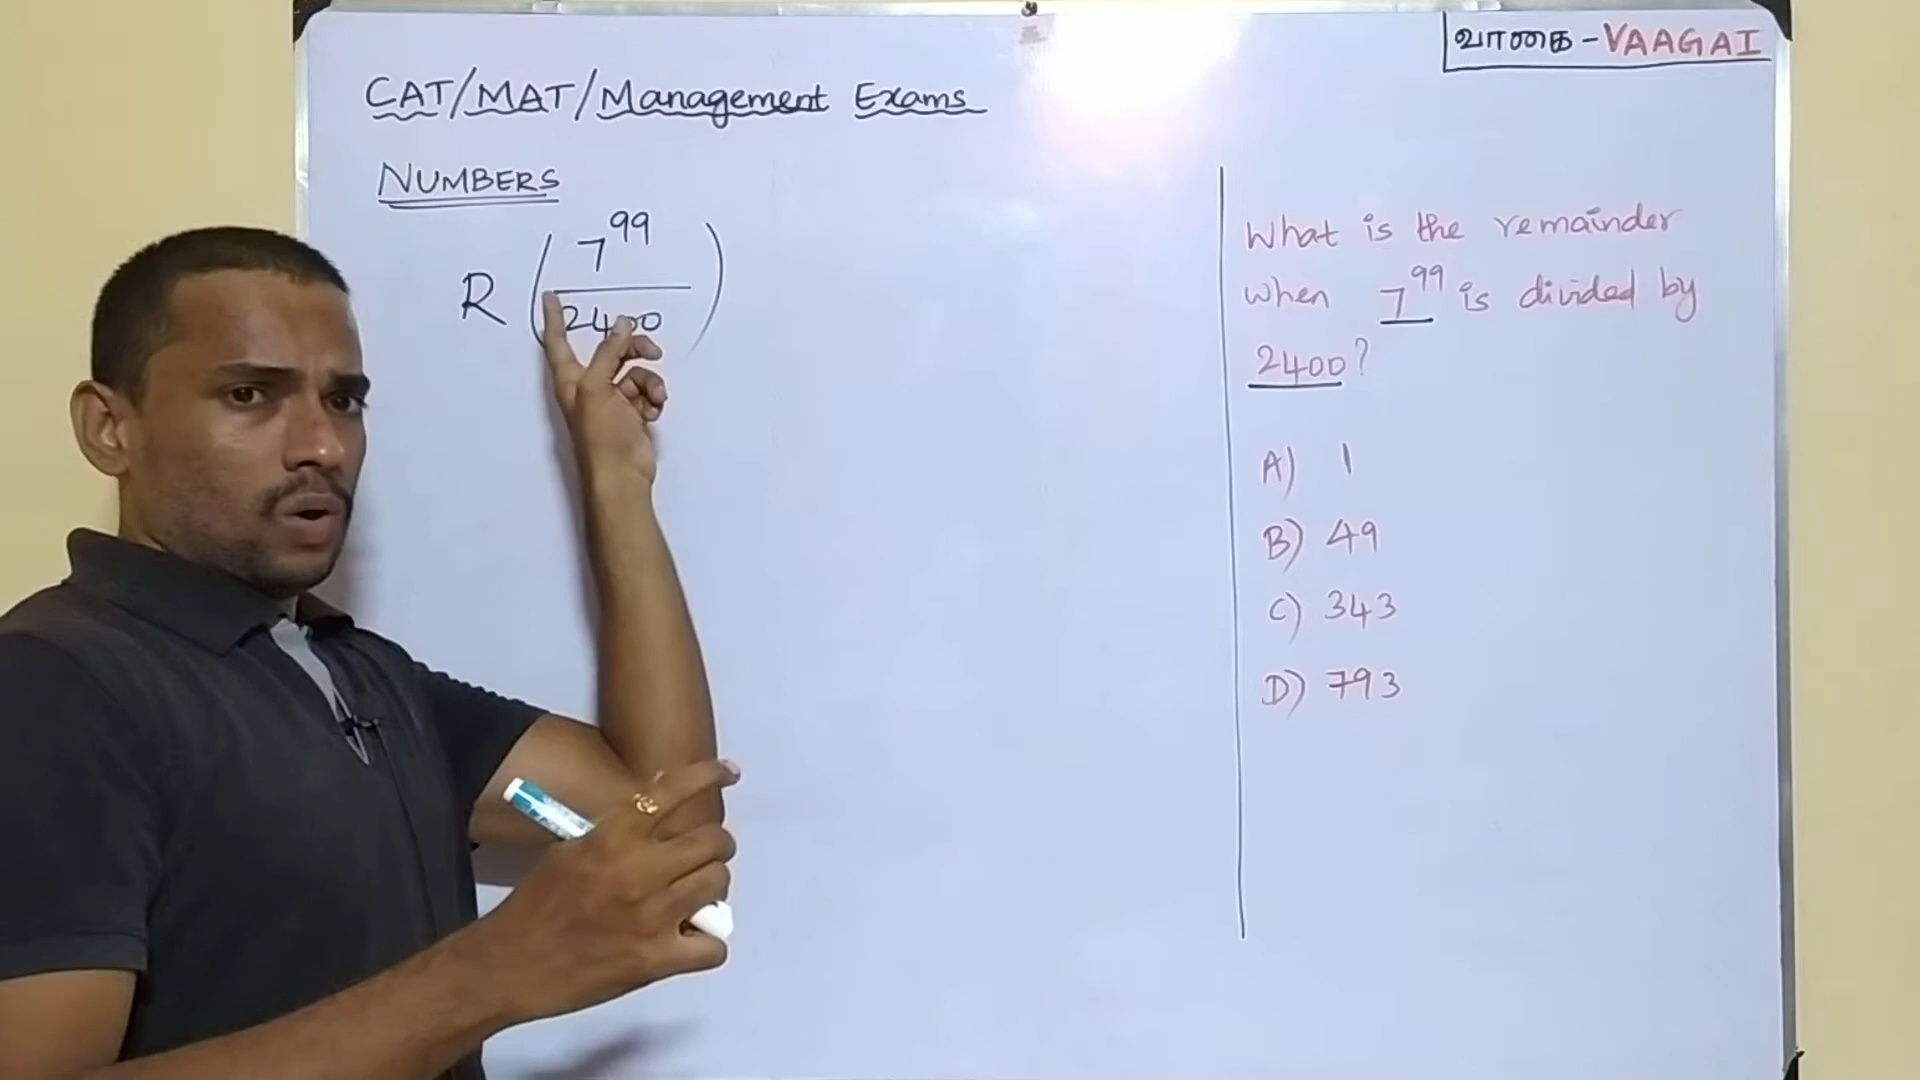 வாகை - VAAGAI
CAT/MAT/Management Exams
NUMBERS
R (7^99 / 2400)
What is the remainder
when 7^99 is divided by
2400?
A) 1
B) 49
C) 343
D) 793